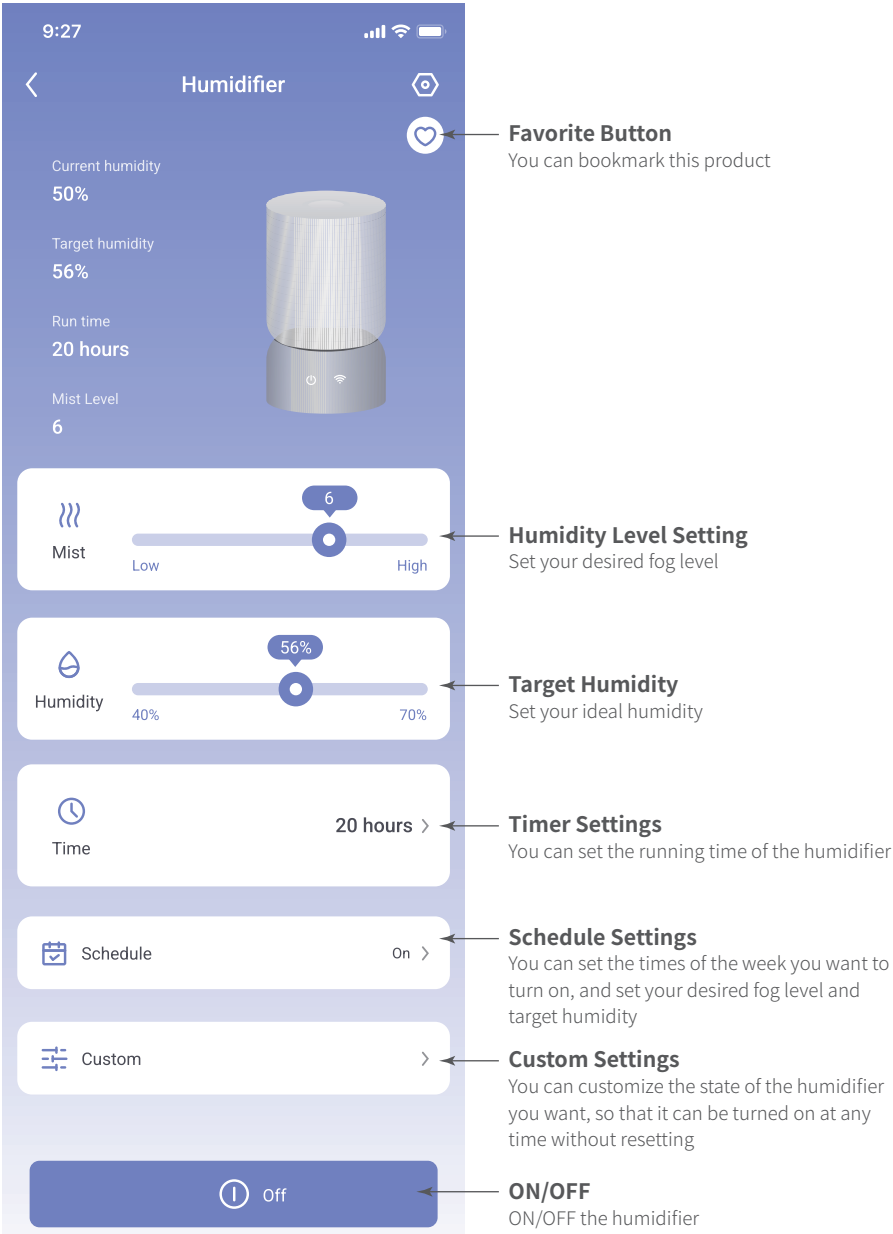 9:27
Humidifier
Favorite Button
You can bookmark this product
Current humidity
50%
Target humidity
56%
Run time
20 hours
Mist Level
6
6
Mist
Low
High
Humidity Level Setting
Set your desired fog level
56%
Humidity
40%
70%
Target Humidity
Set your ideal humidity
Time
20 hours
Timer Settings
You can set the running time of the humidifier
Schedule
On
Schedule Settings
You can set the times of the week you want to
turn on, and set your desired fog level and
target humidity
Custom
Custom Settings
You can customize the state of the humidifier
you want, so that it can be turned on at any
time without resetting
Off
ON/OFF
ON/OFF the humidifier